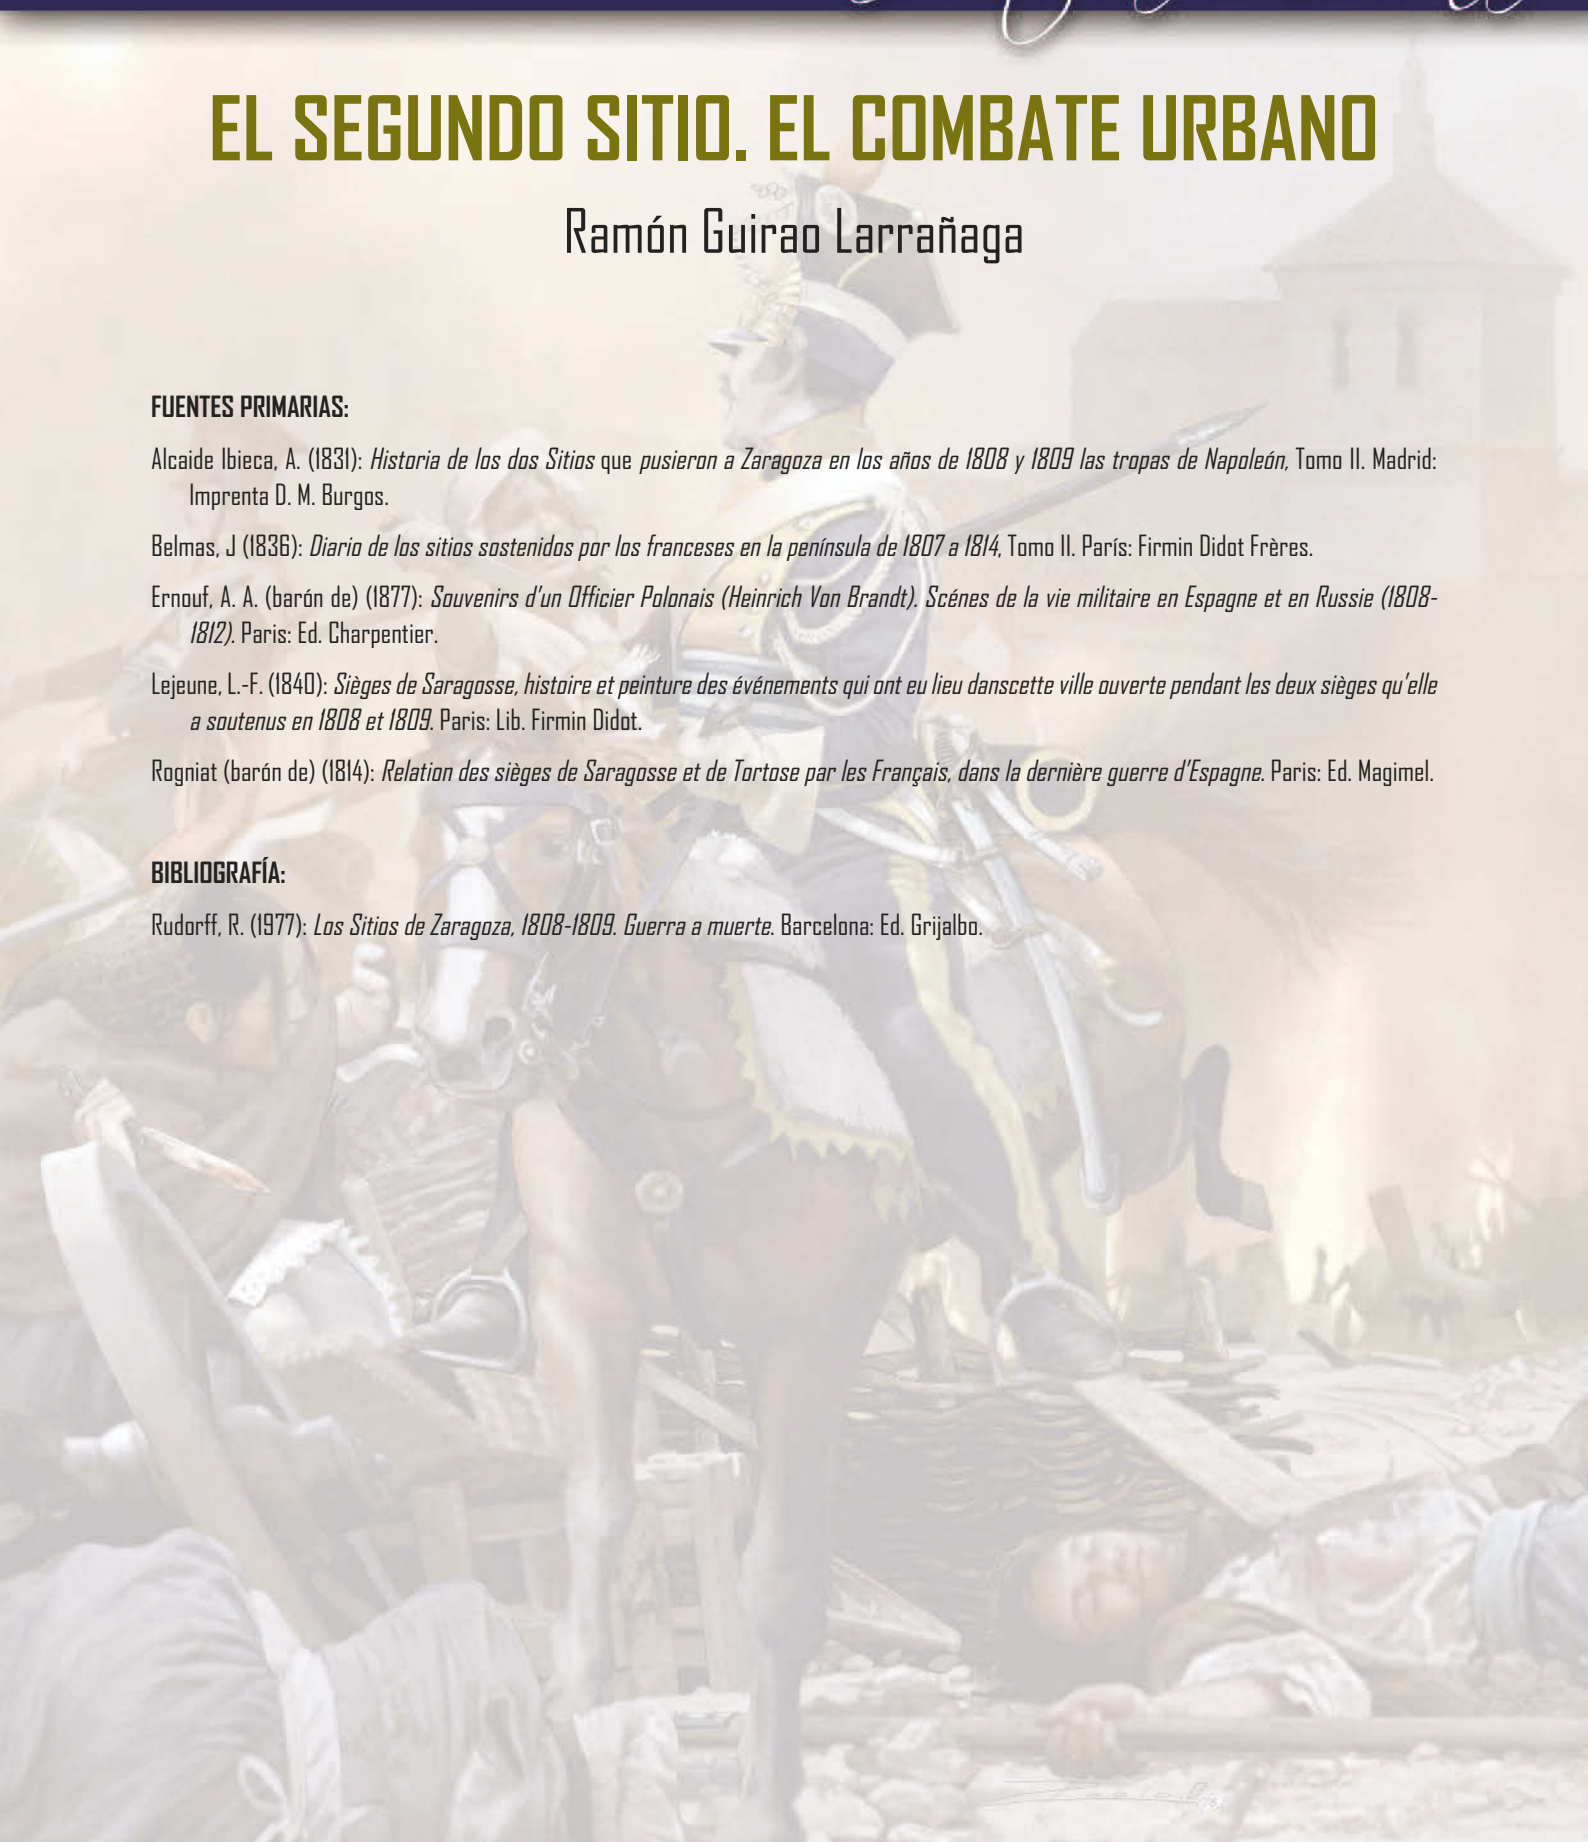 EL SEGUNDO SITIO. EL COMBATE URBANO
Ramón Guirao Larrañaga
FUENTES PRIMARIAS:
Alcaide Ibieca, A. (1831): Historia de los dos Sitios que pusieron a Zaragoza en los años de 1808 y 1809 las tropas de Napoleón, Tomo II. Madrid:
Imprenta D. M. Burgos.
Belmas, J (1836): Diario de los sitios sostenidos por los franceses en la península de 1807 a 1814, Tomo II. París: Firmin Didot Frères.
Ernouf, A. A. (barón de) (1877): Souvenirs d'un Officier Polonais (Heinrich Von Brandt). Scénes de la vie militaire en Espagne et en Russie (1808-
1812). Paris: Ed. Charpentier.
Lejeune, L.-F. (1840): Sièges de Saragosse, histoire et peinture des événements qui ont eu lieu danscette ville ouverte pendant les deux sièges qu'elle
a soutenus en 1808 et 1809. Paris: Lib. Firmin Didot.
Rogniat (barón de) (1814): Relation des sièges de Saragosse et de Tortose par les Français, dans la dernière guerre d'Espagne. Paris: Ed. Magimel.
BIBLIOGRAFÍA:
Rudorff, R. (1977): Los Sitios de Zaragoza, 1808-1809. Guerra a muerte. Barcelona: Ed. Grijalbo.